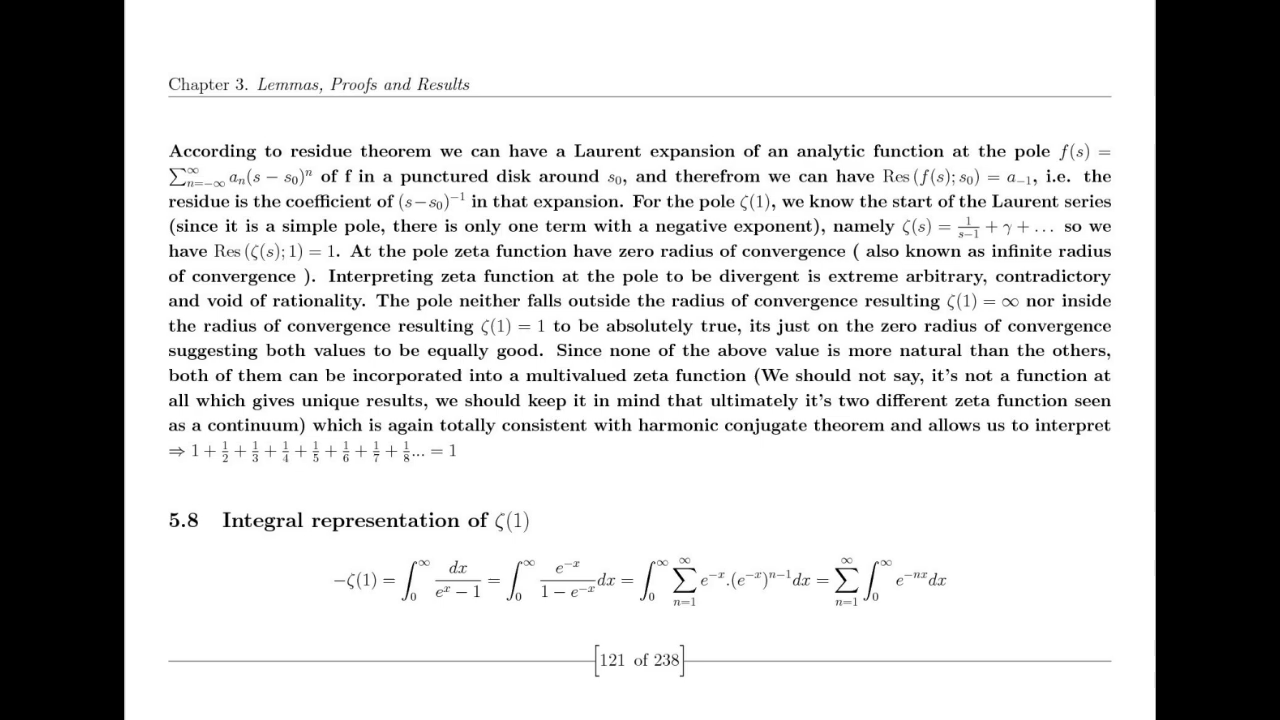 Chapter 3. Lemmas, Proofs and Results
According to residue theorem we can have a Laurent expansion of an analytic function at the pole f(s) =
∑_{n=−∞}^{∞} a_n(s − s_0)^n of f in a punctured disk around s_0, and therefrom we can have Res (f(s); s_0) = a_{−1}, i.e. the
residue is the coefficient of (s−s_0)^{−1} in that expansion. For the pole ζ(1), we know the start of the Laurent series
(since it is a simple pole, there is only one term with a negative exponent), namely ζ(s) = 1/(s−1) + γ + ... so we
have Res (ζ(s); 1) = 1. At the pole zeta function have zero radius of convergence ( also known as infinite radius
of convergence ). Interpreting zeta function at the pole to be divergent is extreme arbitrary, contradictory
and void of rationality. The pole neither falls outside the radius of convergence resulting ζ(1) = ∞ nor inside
the radius of convergence resulting ζ(1) = 1 to be absolutely true, its just on the zero radius of convergence
suggesting both values to be equally good. Since none of the above value is more natural than the others,
both of them can be incorporated into a multivalued zeta function (We should not say, it's not a function at
all which gives unique results, we should keep it in mind that ultimately it's two different zeta function seen
as a continuum) which is again totally consistent with harmonic conjugate theorem and allows us to interpret
⇒ 1 + 1/2 + 1/3 + 1/4 + 1/5 + 1/6 + 1/7 + 1/8... = 1
5.8 Integral representation of ζ(1)
−ζ(1) = ∫_0^∞ dx/(e^x − 1) = ∫_0^∞ e^{−x}/(1 − e^{−x}) dx = ∫_0^∞ ∑_{n=1}^∞ e^{−x}.(e^{−x})^{n−1} dx = ∑_{n=1}^∞ ∫_0^∞ e^{−nx} dx
[121 of 238]